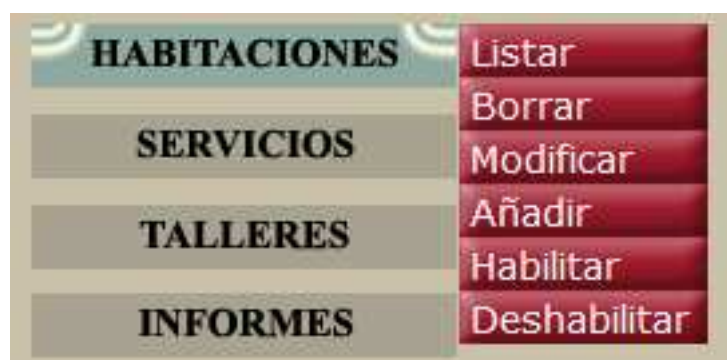 HABITACIONES
SERVICIOS
TALLERES
INFORMES
Listar
Borrar
Modificar
Añadir
Habilitar
Deshabilitar